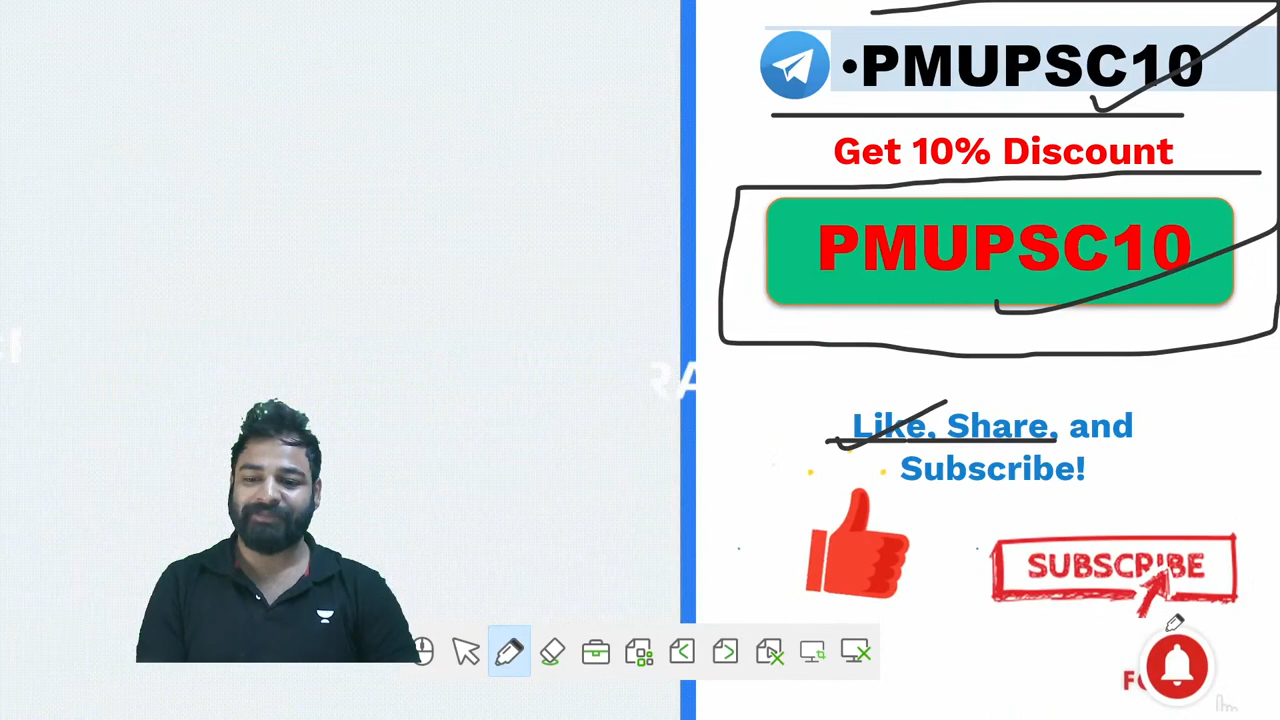 •PMUPSC10
Get 10% Discount
PMUPSC10
Like, Share, and
Subscribe!
SUBSCRIBE